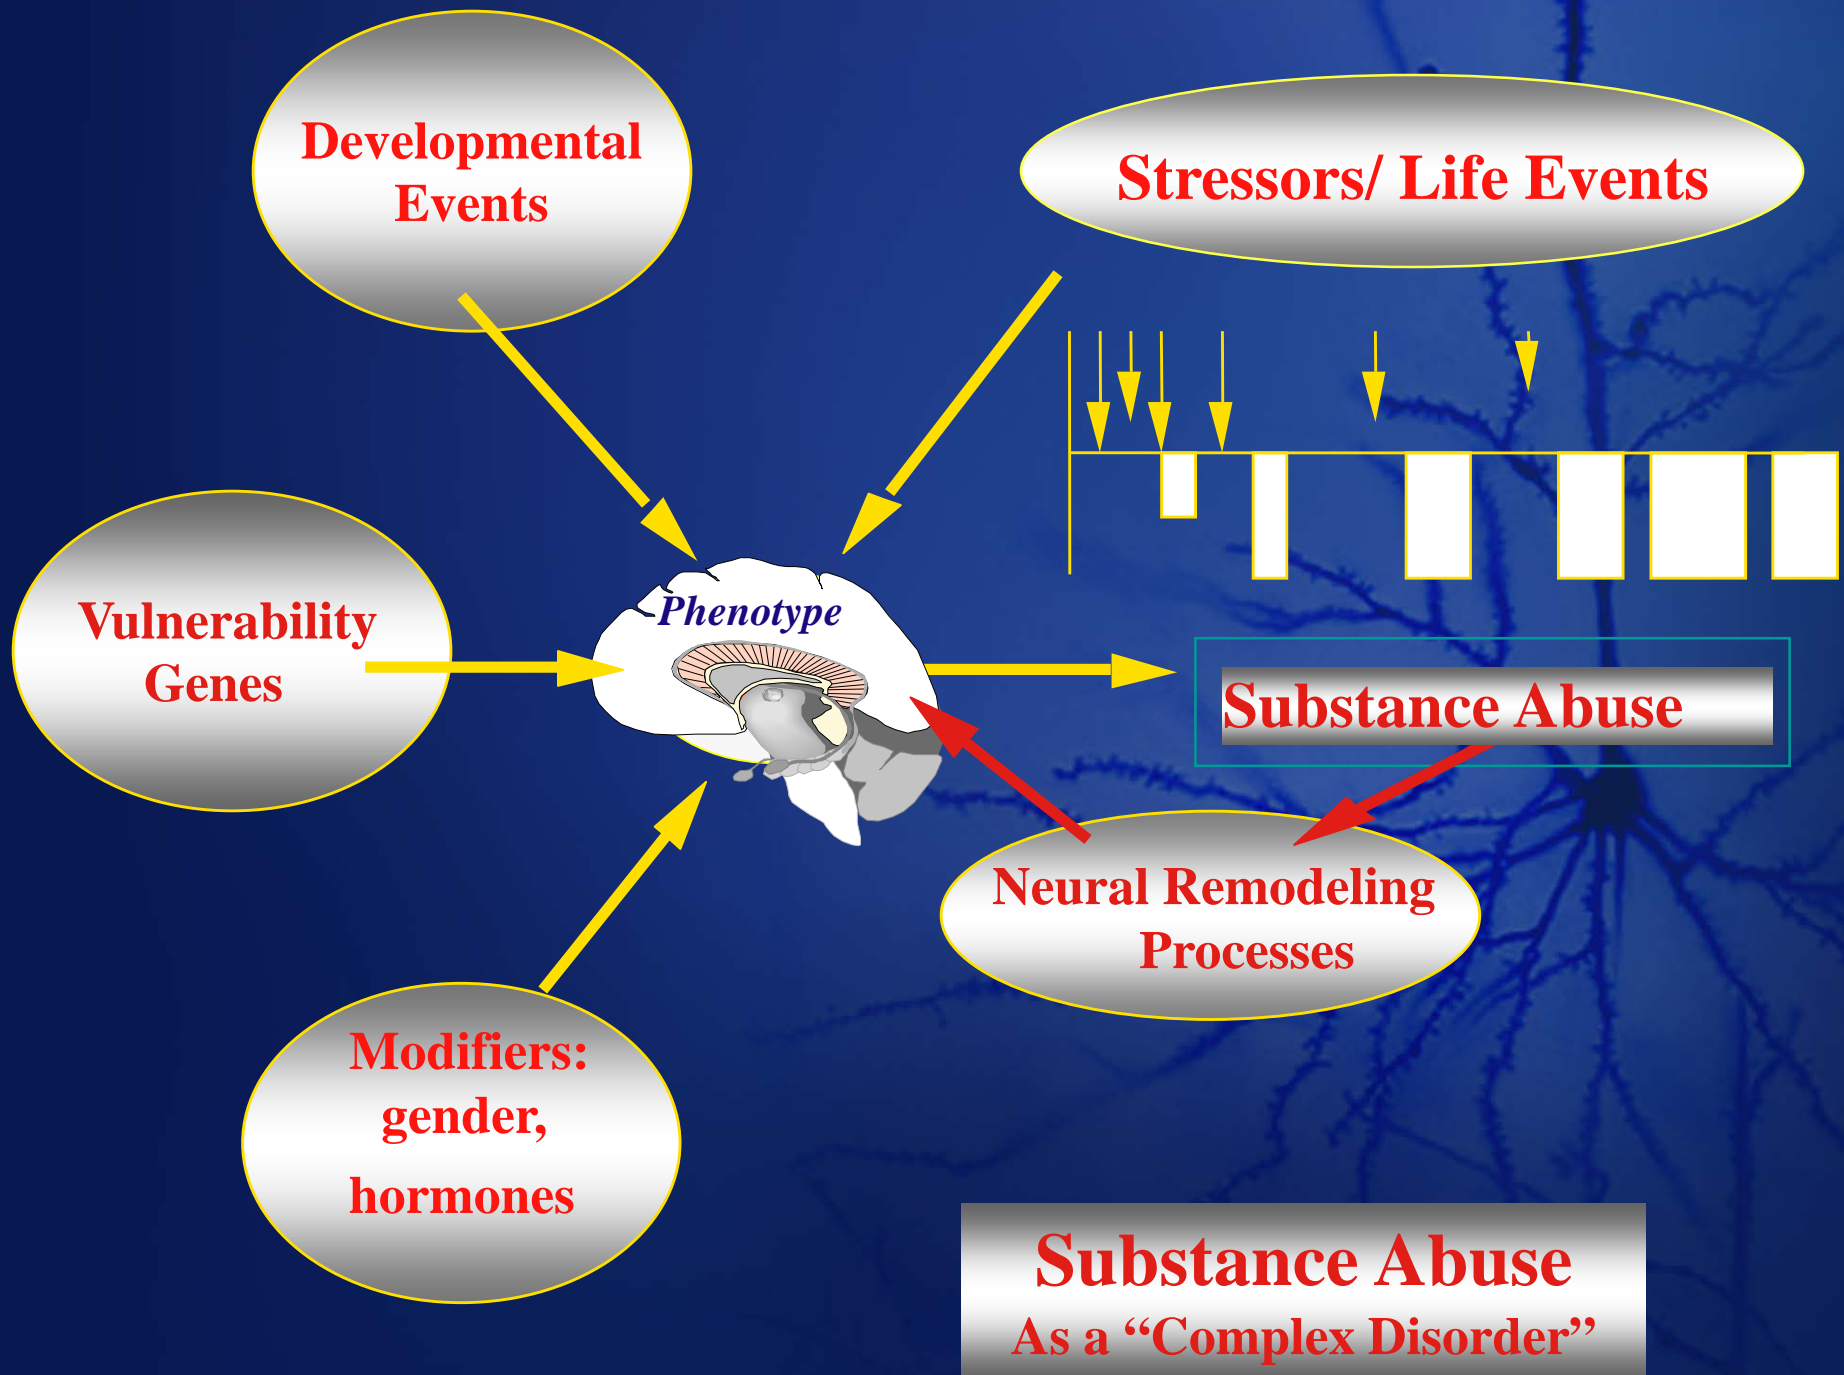 Developmental
Events
Stressors/ Life Events
Vulnerability
Genes
Phenotype
Substance Abuse
Neural Remodeling
Processes
Modifiers:
gender,
hormones
Substance Abuse
As a “Complex Disorder”